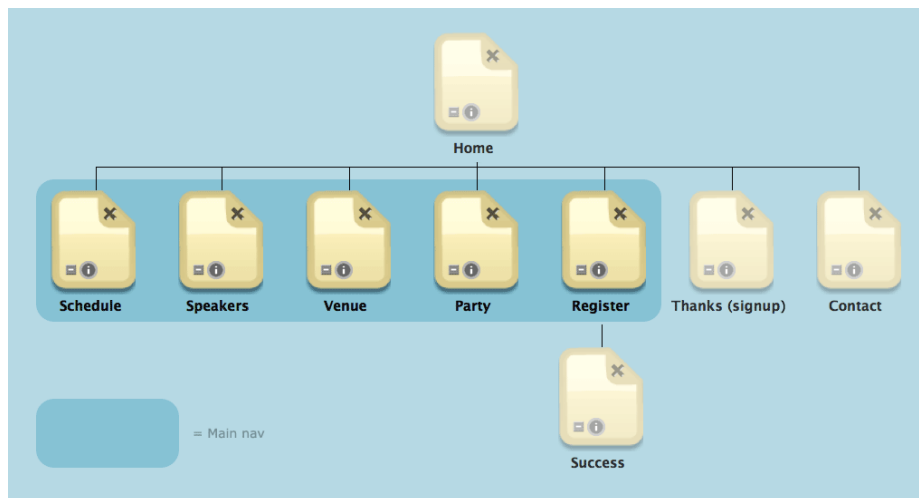 Home
Schedule
Speakers
Venue
Party
Register
Thanks (signup)
Contact
= Main nav
Success